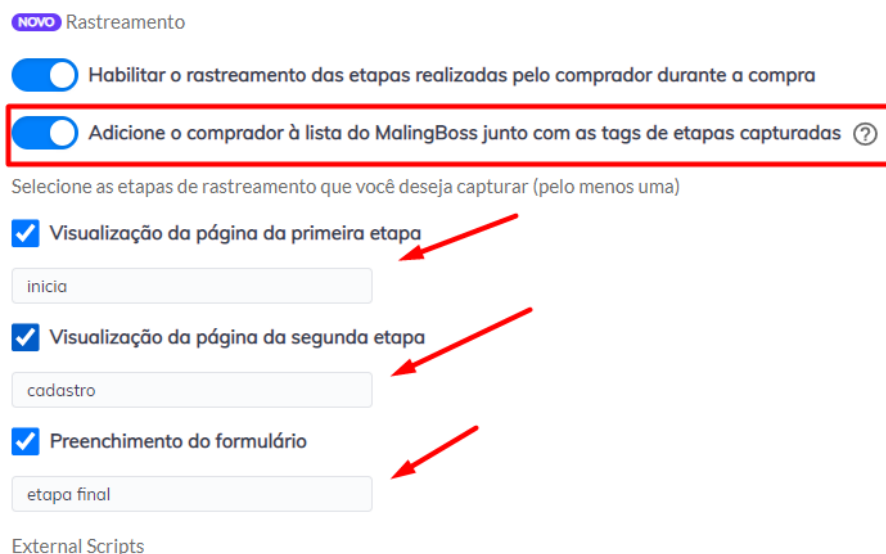 NOVO Rastreamento
Habilitar o rastreamento das etapas realizadas pelo comprador durante a compra
Adicione o comprador à lista do MalingBoss junto com as tags de etapas capturadas ?
Selecione as etapas de rastreamento que você deseja capturar (pelo menos uma)
Visualização da página da primeira etapa
inicia
Visualização da página da segunda etapa
cadastro
Preenchimento do formulário
etapa final
External Scripts